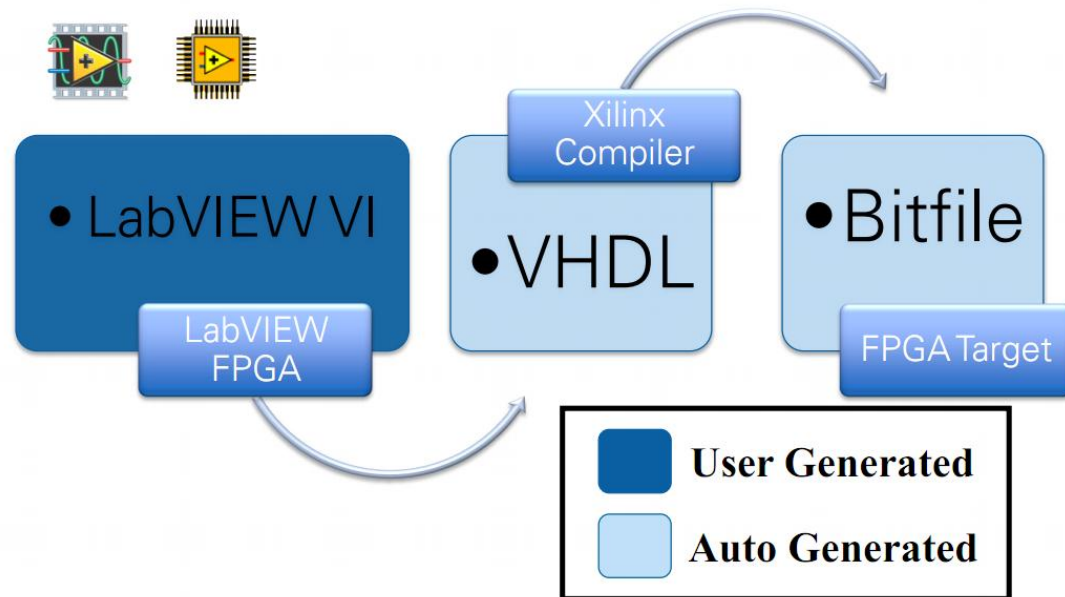 • LabVIEW VI
LabVIEW
FPGA
Xilinx
Compiler
• VHDL
• Bitfile
FPGA Target
User Generated
Auto Generated